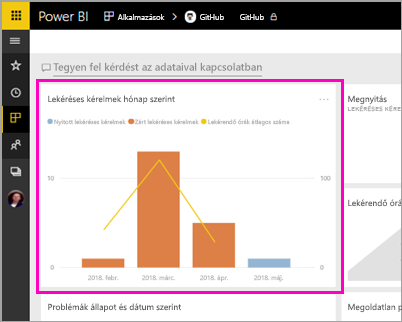 Power BI Alkalmazások GitHub GitHub
Tegyen fel kérdést az adataival kapcsolatban
Lekéréses kérelmek hónap szerint
Megnyitás
LEKÉRÉSES KÉRE
Nyitott lekéréses kérelmek Zárt lekéréses kérelmek Lekérendő órák átlagos száma
10 100
0 0
2018. febr. 2018. márc. 2018. ápr. 2018. máj.
Lekérendő órá
Problémák állapot és dátum szerint
Megoldatlan p